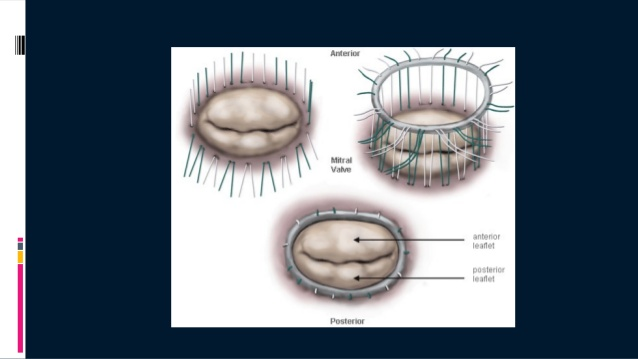 Anterior
Mitral
Valve
anterior
leaflet
posterior
leaflet
Posterior